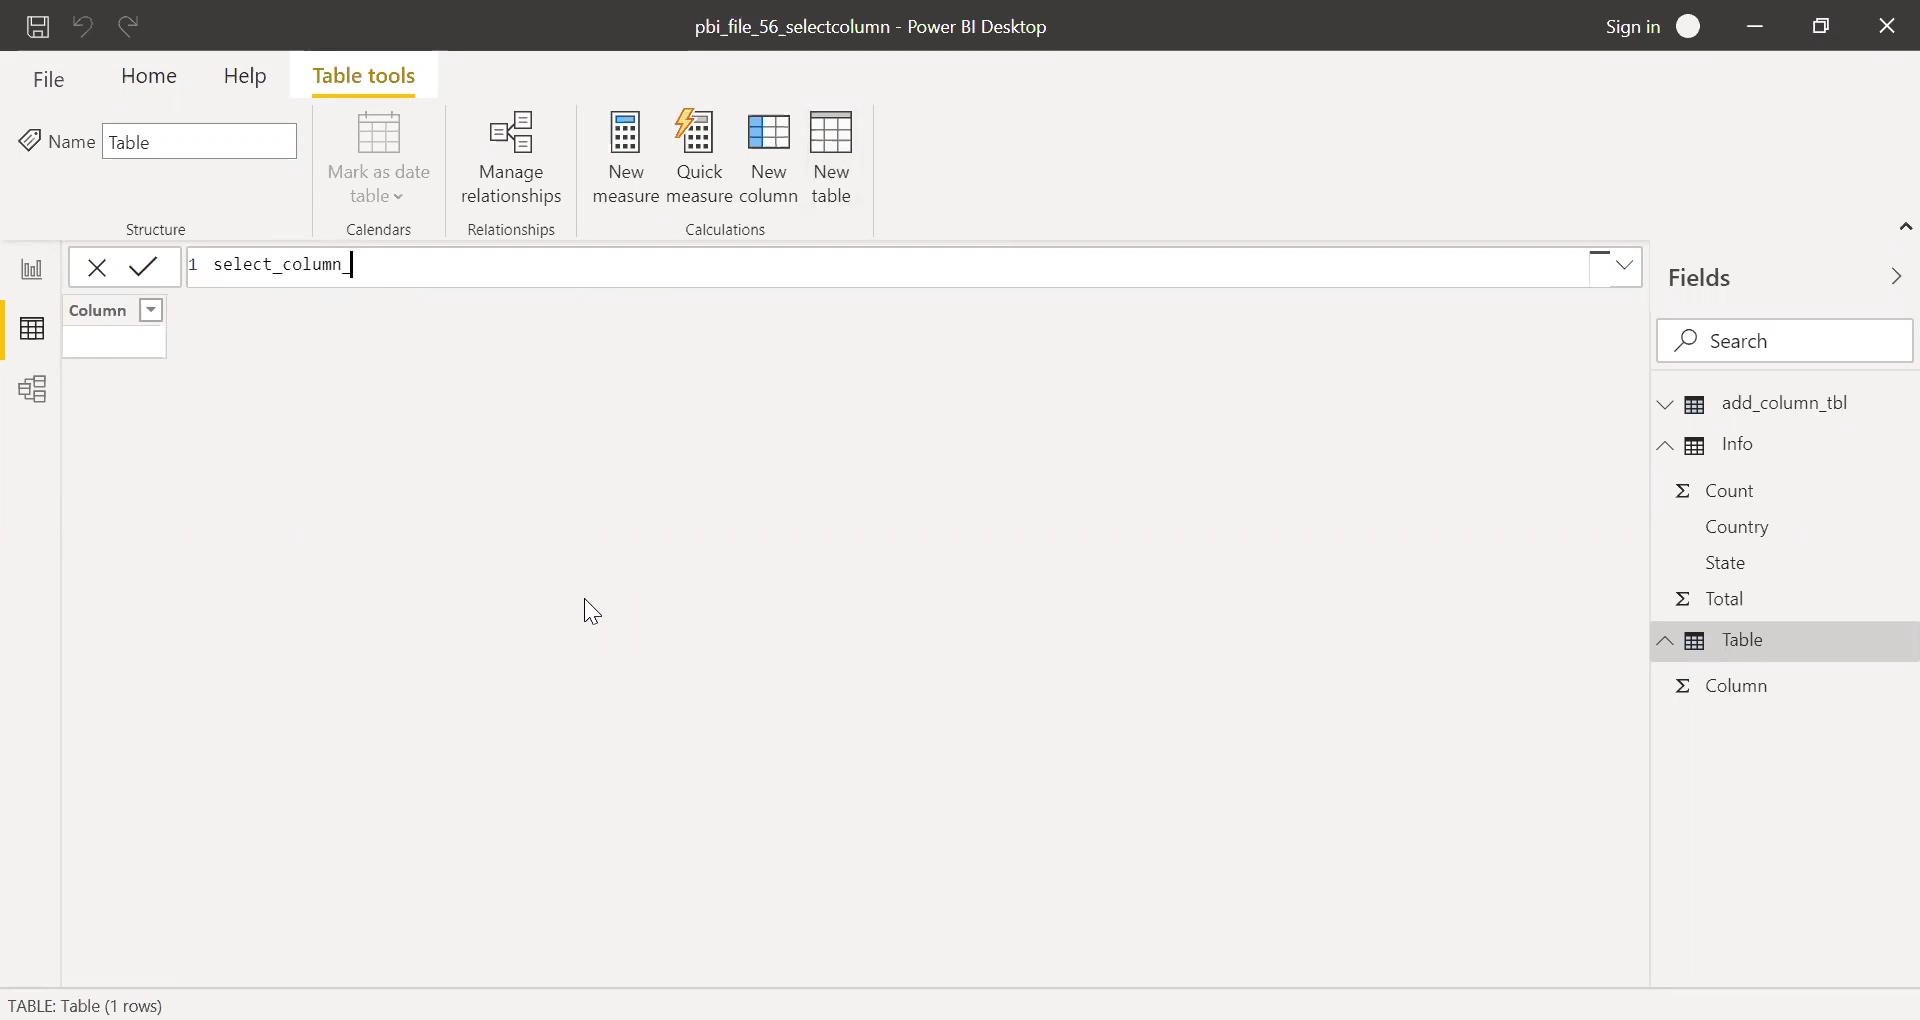 pbi_file_56_selectcolumn - Power BI Desktop
Sign in
File
Home
Help
Table tools
Name
Table
Structure
Mark as date
table
Calendars
Manage
relationships
Relationships
New
measure
Quick
measure
New
column
New
table
Calculations
1 select_column_
Column
Fields
Search
add_column_tbl
Info
Σ Count
Country
State
Σ Total
Table
Σ Column
TABLE: Table (1 rows)